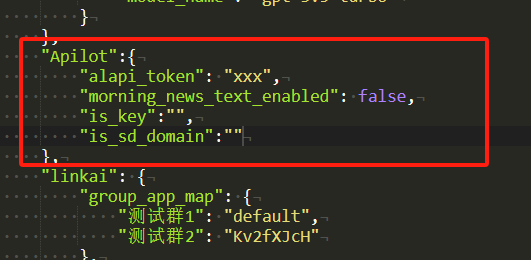 "model_name": "gpt-3.5-turbo"
}
},
"Apilot":{
"alapi_token": "xxx",
"morning_news_text_enabled": false,
"is_key":"",
"is_sd_domain":""
},
"linkai": {
"group_app_map": {
"测试群1": "default",
"测试群2": "Kv2fXJcH"
},